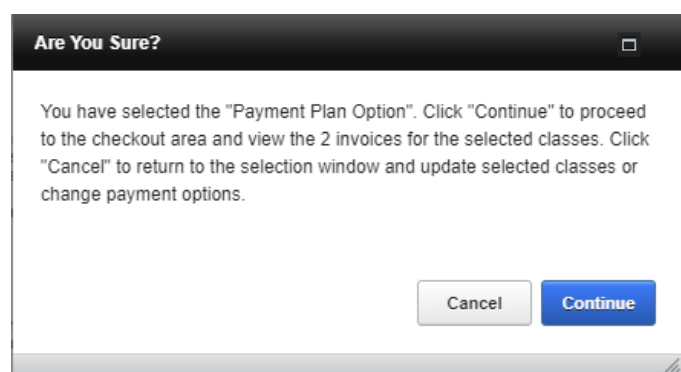 Are You Sure?
You have selected the "Payment Plan Option". Click "Continue" to proceed
to the checkout area and view the 2 invoices for the selected classes. Click
"Cancel" to return to the selection window and update selected classes or
change payment options.
Cancel
Continue